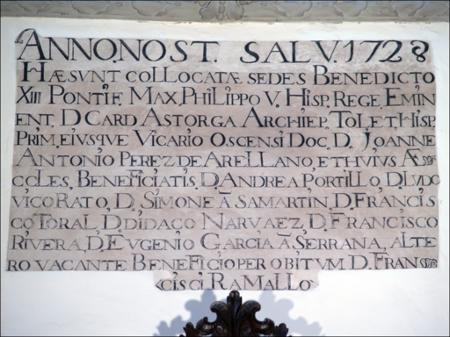 ANNO NOST. SALV. 1728
HÆ SVNT COLLOCATÆ SEDES BENEDICTO
XIII PONTIF. MAX. PHILIPPO V. HISP. REGE. EMIN
ENT. D CARD ASTORGA ARCHIEP. TOLET. HISP.
PRIM, EIVSQVE VICARIO OSCENSI DOC. D. JOANNE
ANTONIO PEREZ DE ARELLANO, ET HVIVS Æ
CCLES. BENEFICIATIS, D ANDREA PORTILLO, D. LUDO
VICO RATO, D. SIMONE Â SAMARTIN, D. FRANCIS
CO TORAL, D. DIDACO NARVAEZ, D. FRANCISCO
RIVERA, D. EVGENIO GARCIA Â SERRANA, ALTE
RO VACANTE BENEFICIO PER OBITVM D. FRAN
CISCI RAMALLO